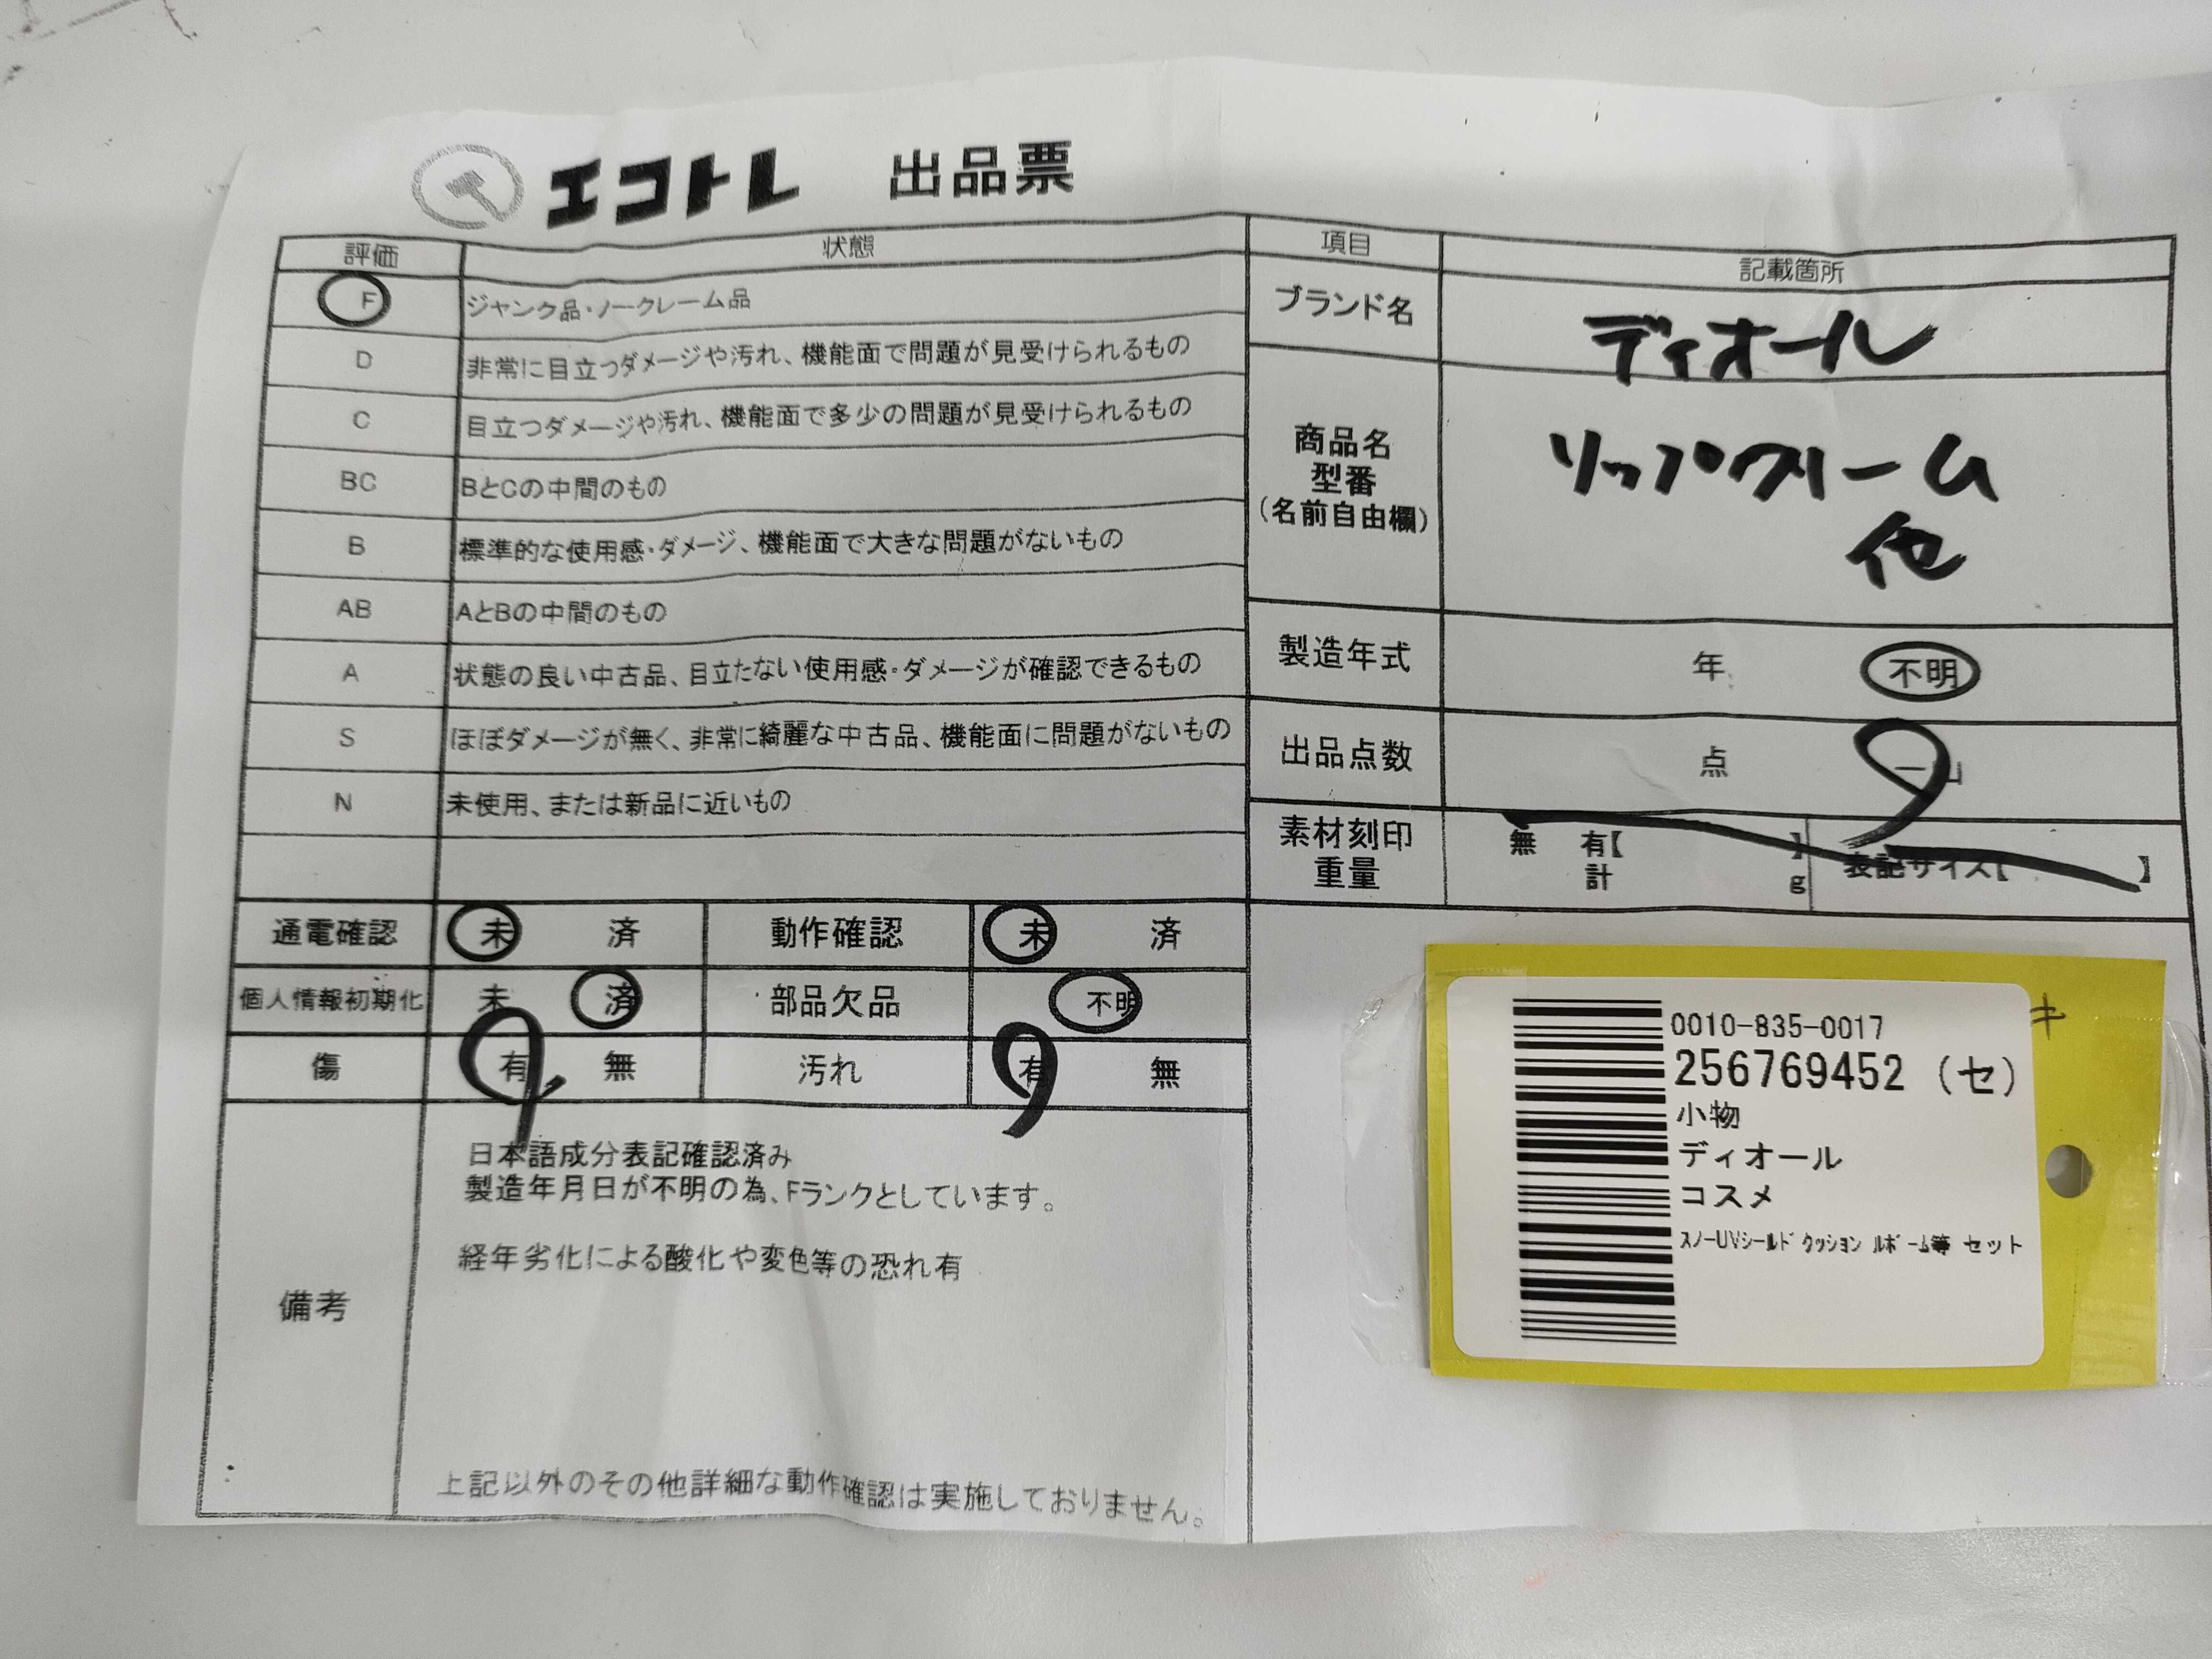 エコトレ 出品票
評価 状態
F ジャンク品・ノークレーム品
D 非常に目立つダメージや汚れ、機能面で問題が見受けられるもの
C 目立つダメージや汚れ、機能面で多少の問題が見受けられるもの
BC BとCの中間のもの
B 標準的な使用感・ダメージ、機能面で大きな問題がないもの
AB AとBの中間のもの
A 状態の良い中古品、目立たない使用感・ダメージが確認できるもの
S ほぼダメージが無く、非常に綺麗な中古品、機能面に問題がないもの
N 未使用、または新品に近いもの
通電確認 未 済 動作確認 未 済
個人情報初期化 未 済 部品欠品 不明
傷 有 無 汚れ 有 無
備考
日本語成分表記確認済み
製造年月日が不明の為、Fランクとしています。
経年劣化による酸化や変色等の恐れ有
上記以外のその他詳細な動作確認は実施しておりません。
項目 記載箇所
ブランド名 ディオール
商品名
型番
(名前自由欄)
リップクリーム
他
製造年式 年 不明
出品点数 点 一山
素材刻印
重量
無 有【 】
計 g
表記サイズ【 】
0010-835-0017
256769452 (セ)
小物
ディオール
コスメ
ｽﾉｰUVｼｰﾙﾄﾞｸｯｼｮﾝ ﾙﾎﾞｰﾑ等 セット
キ